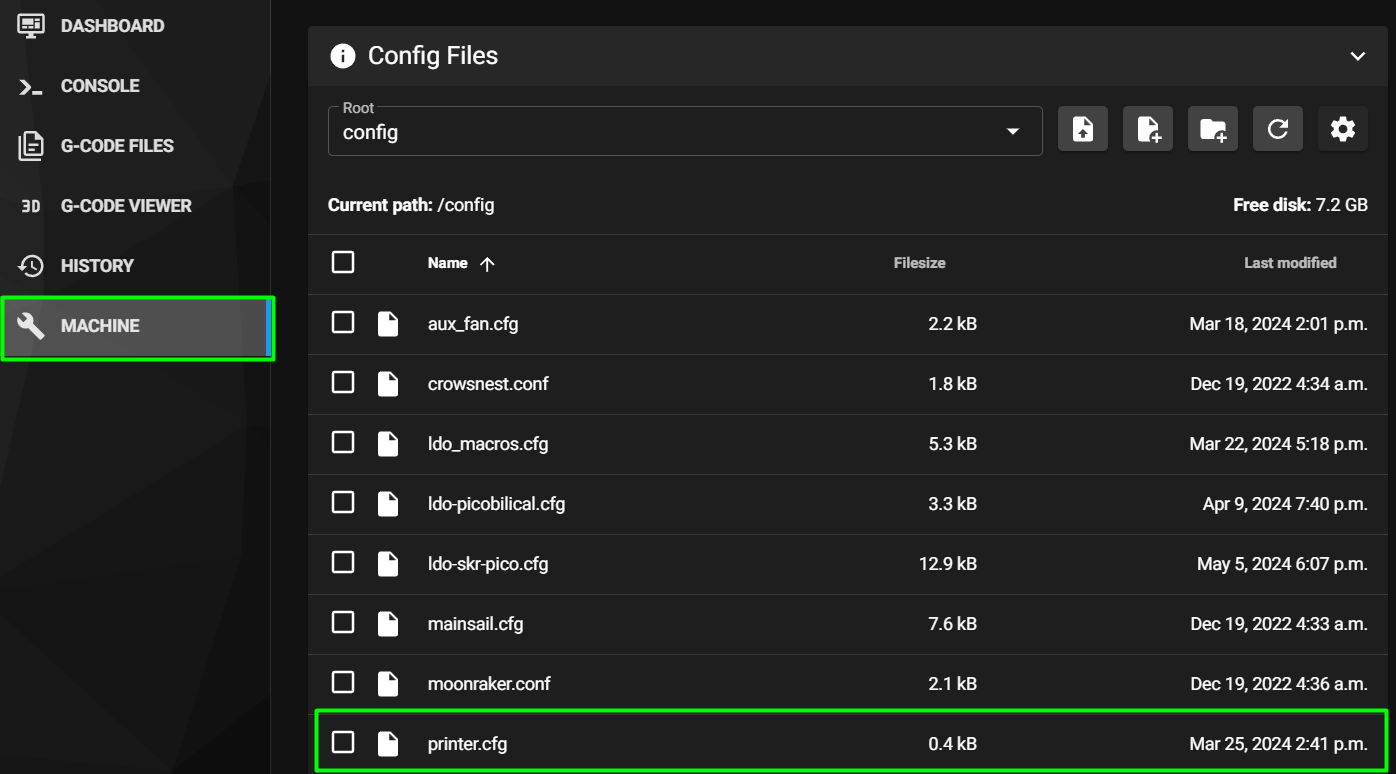 DASHBOARD
CONSOLE
G-CODE FILES
3D G-CODE VIEWER
HISTORY
MACHINE
Config Files
Root
config
Current path: /config Free disk: 7.2 GB
Name Filesize Last modified
aux_fan.cfg 2.2 kB Mar 18, 2024 2:01 p.m.
crowsnest.conf 1.8 kB Dec 19, 2022 4:34 a.m.
ldo_macros.cfg 5.3 kB Mar 22, 2024 5:18 p.m.
ldo-picobilical.cfg 3.3 kB Apr 9, 2024 7:40 p.m.
ldo-skr-pico.cfg 12.9 kB May 5, 2024 6:07 p.m.
mainsail.cfg 7.6 kB Dec 19, 2022 4:33 a.m.
moonraker.conf 2.1 kB Dec 19, 2022 4:36 a.m.
printer.cfg 0.4 kB Mar 25, 2024 2:41 p.m.